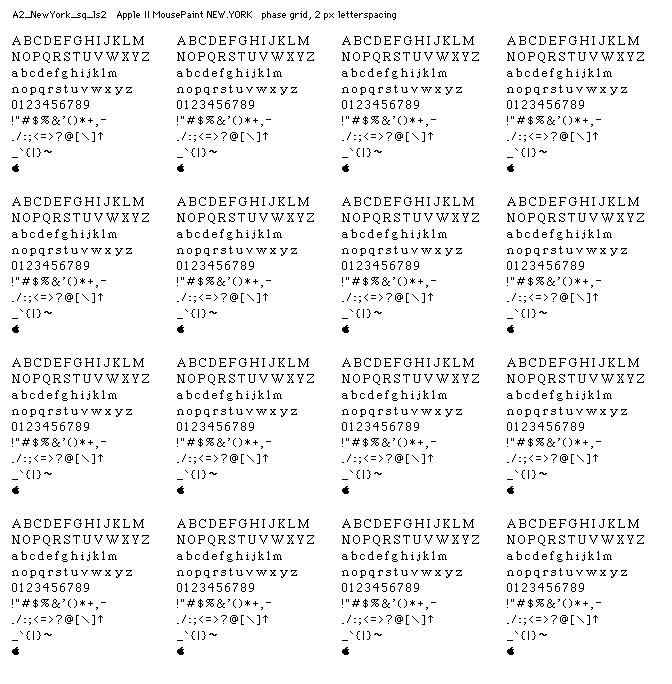 A2_NewYork_sq_ls2 Apple II MousePaint NEW.YORK phase grid, 2 px letterspacing
ABCDEFGHIJKLM ABCDEFGHIJKLM ABCDEFGHIJKLM ABCDEFGHIJKLM
NOPQRSTUVWXYZ NOPQRSTUVWXYZ NOPQRSTUVWXYZ NOPQRSTUVWXYZ
abcdefghijklm abcdefghijklm abcdefghijklm abcdefghijklm
nopqrstuvwxyz nopqrstuvwxyz nopqrstuvwxyz nopqrstuvwxyz
0123456789 0123456789 0123456789 0123456789
!"#$%&'()*+,- !"#$%&'()*+,- !"#$%&'()*+,- !"#$%&'()*+,-
./:;<=>?@[\]↑ ./:;<=>?@[\]↑ ./:;<=>?@[\]↑ ./:;<=>?@[\]↑
_`{|}~ _`{|}~ _`{|}~ _`{|}~
ABCDEFGHIJKLM ABCDEFGHIJKLM ABCDEFGHIJKLM ABCDEFGHIJKLM
NOPQRSTUVWXYZ NOPQRSTUVWXYZ NOPQRSTUVWXYZ NOPQRSTUVWXYZ
abcdefghijklm abcdefghijklm abcdefghijklm abcdefghijklm
nopqrstuvwxyz nopqrstuvwxyz nopqrstuvwxyz nopqrstuvwxyz
0123456789 0123456789 0123456789 0123456789
!"#$%&'()*+,- !"#$%&'()*+,- !"#$%&'()*+,- !"#$%&'()*+,-
./:;<=>?@[\]↑ ./:;<=>?@[\]↑ ./:;<=>?@[\]↑ ./:;<=>?@[\]↑
_`{|}~ _`{|}~ _`{|}~ _`{|}~
ABCDEFGHIJKLM ABCDEFGHIJKLM ABCDEFGHIJKLM ABCDEFGHIJKLM
NOPQRSTUVWXYZ NOPQRSTUVWXYZ NOPQRSTUVWXYZ NOPQRSTUVWXYZ
abcdefghijklm abcdefghijklm abcdefghijklm abcdefghijklm
nopqrstuvwxyz nopqrstuvwxyz nopqrstuvwxyz nopqrstuvwxyz
0123456789 0123456789 0123456789 0123456789
!"#$%&'()*+,- !"#$%&'()*+,- !"#$%&'()*+,- !"#$%&'()*+,-
./:;<=>?@[\]↑ ./:;<=>?@[\]↑ ./:;<=>?@[\]↑ ./:;<=>?@[\]↑
_`{|}~ _`{|}~ _`{|}~ _`{|}~
ABCDEFGHIJKLM ABCDEFGHIJKLM ABCDEFGHIJKLM ABCDEFGHIJKLM
NOPQRSTUVWXYZ NOPQRSTUVWXYZ NOPQRSTUVWXYZ NOPQRSTUVWXYZ
abcdefghijklm abcdefghijklm abcdefghijklm abcdefghijklm
nopqrstuvwxyz nopqrstuvwxyz nopqrstuvwxyz nopqrstuvwxyz
0123456789 0123456789 0123456789 0123456789
!"#$%&'()*+,- !"#$%&'()*+,- !"#$%&'()*+,- !"#$%&'()*+,-
./:;<=>?@[\]↑ ./:;<=>?@[\]↑ ./:;<=>?@[\]↑ ./:;<=>?@[\]↑
_`{|}~ _`{|}~ _`{|}~ _`{|}~